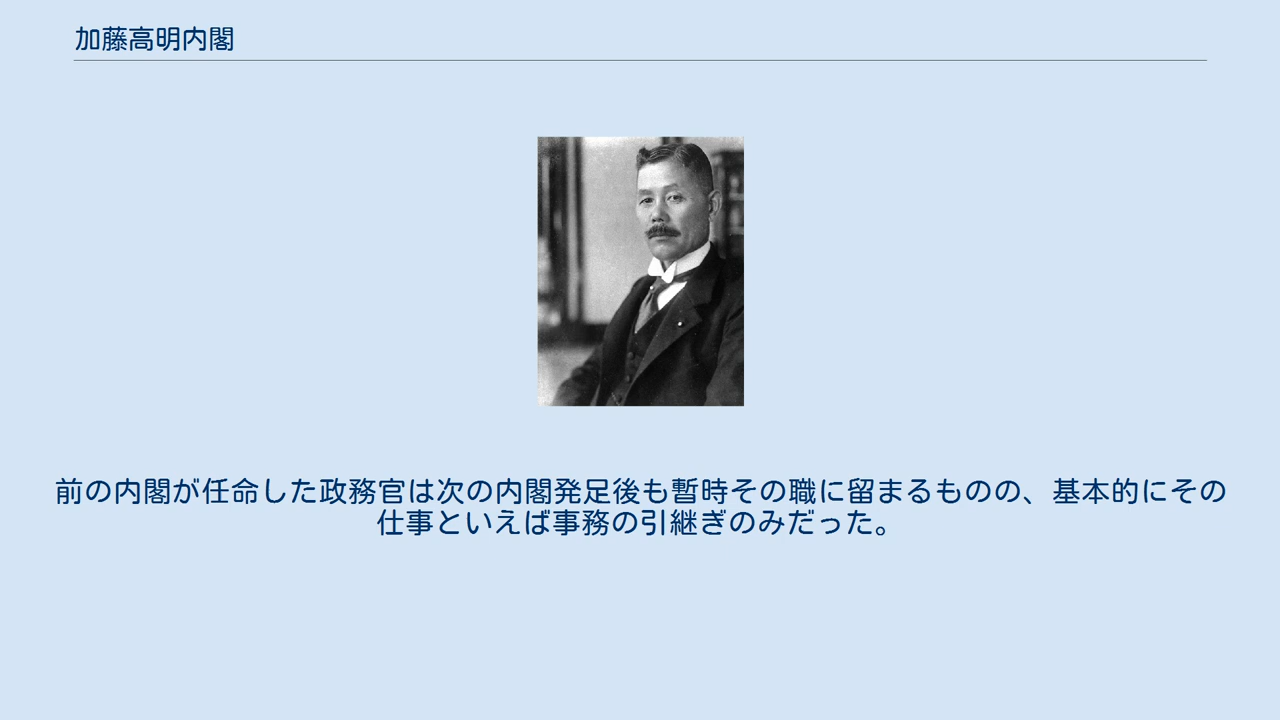 加藤高明内閣
前の内閣が任命した政務官は次の内閣発足後も暫時その職に留まるものの、基本的にその
仕事といえば事務の引継ぎのみだった。